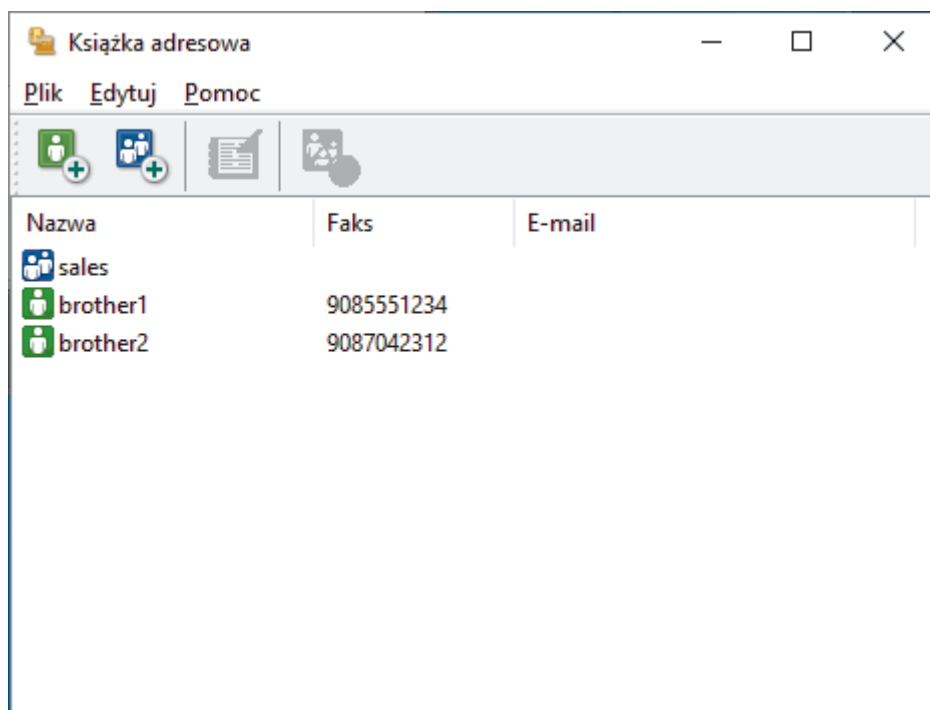 Książka adresowa
Plik Edytuj Pomoc
Nazwa Faks E-mail
sales
brother1 9085551234
brother2 9087042312